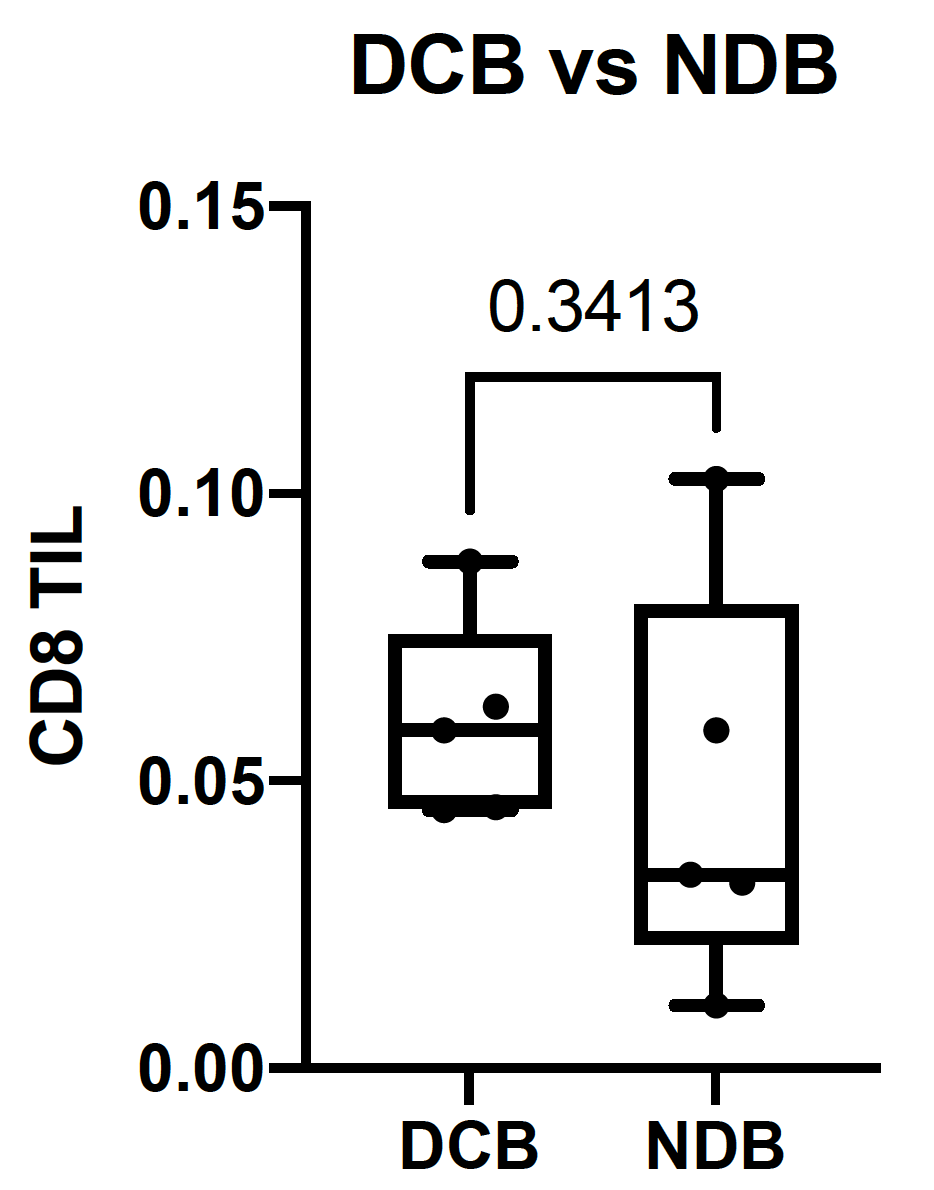 DCB vs NDB
0.15
0.3413
0.10
CD8 TIL
0.05
0.00
DCB NDB